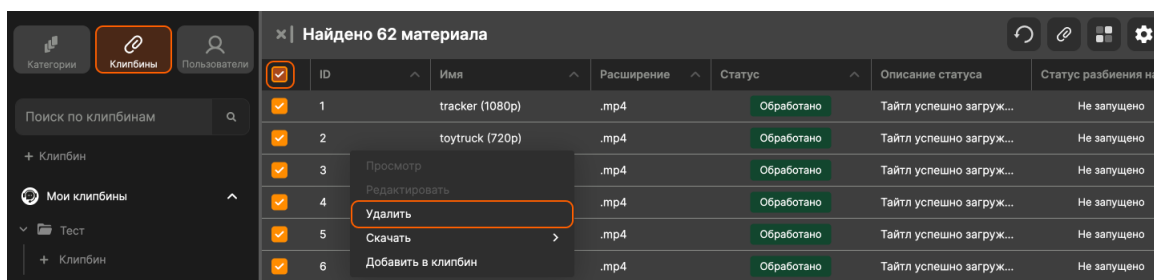 Категории
Клипбины
Пользователи
Поиск по клипбинам
+ Клипбин
Мои клипбины
Тест
+ Клипбин
Найдено 62 материала
ID Имя Расширение Статус Описание статуса Статус разбиения на
1 tracker (1080p) .mp4 Обработано Тайтл успешно загруж... Не запущено
2 toytruck (720p) .mp4 Обработано Тайтл успешно загруж... Не запущено
3 .mp4 Обработано Тайтл успешно загруж... Не запущено
4 .mp4 Обработано Тайтл успешно загруж... Не запущено
5 .mp4 Обработано Тайтл успешно загруж... Не запущено
6 .mp4 Обработано Тайтл успешно загруж... Не запущено
Просмотр
Редактировать
Удалить
Скачать
Добавить в клипбин